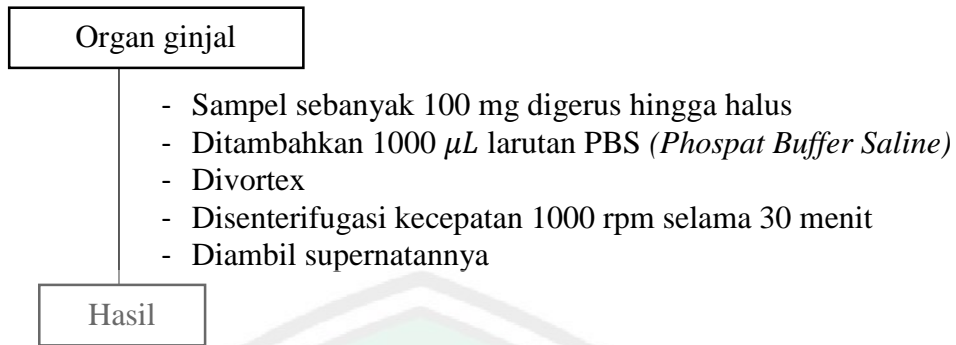 Organ ginjal
- Sampel sebanyak 100 mg digerus hingga halus
- Ditambahkan 1000 μL larutan PBS (Phospat Buffer Saline)
- Divortex
- Disenterifugasi kecepatan 1000 rpm selama 30 menit
- Diambil supernatannya
Hasil